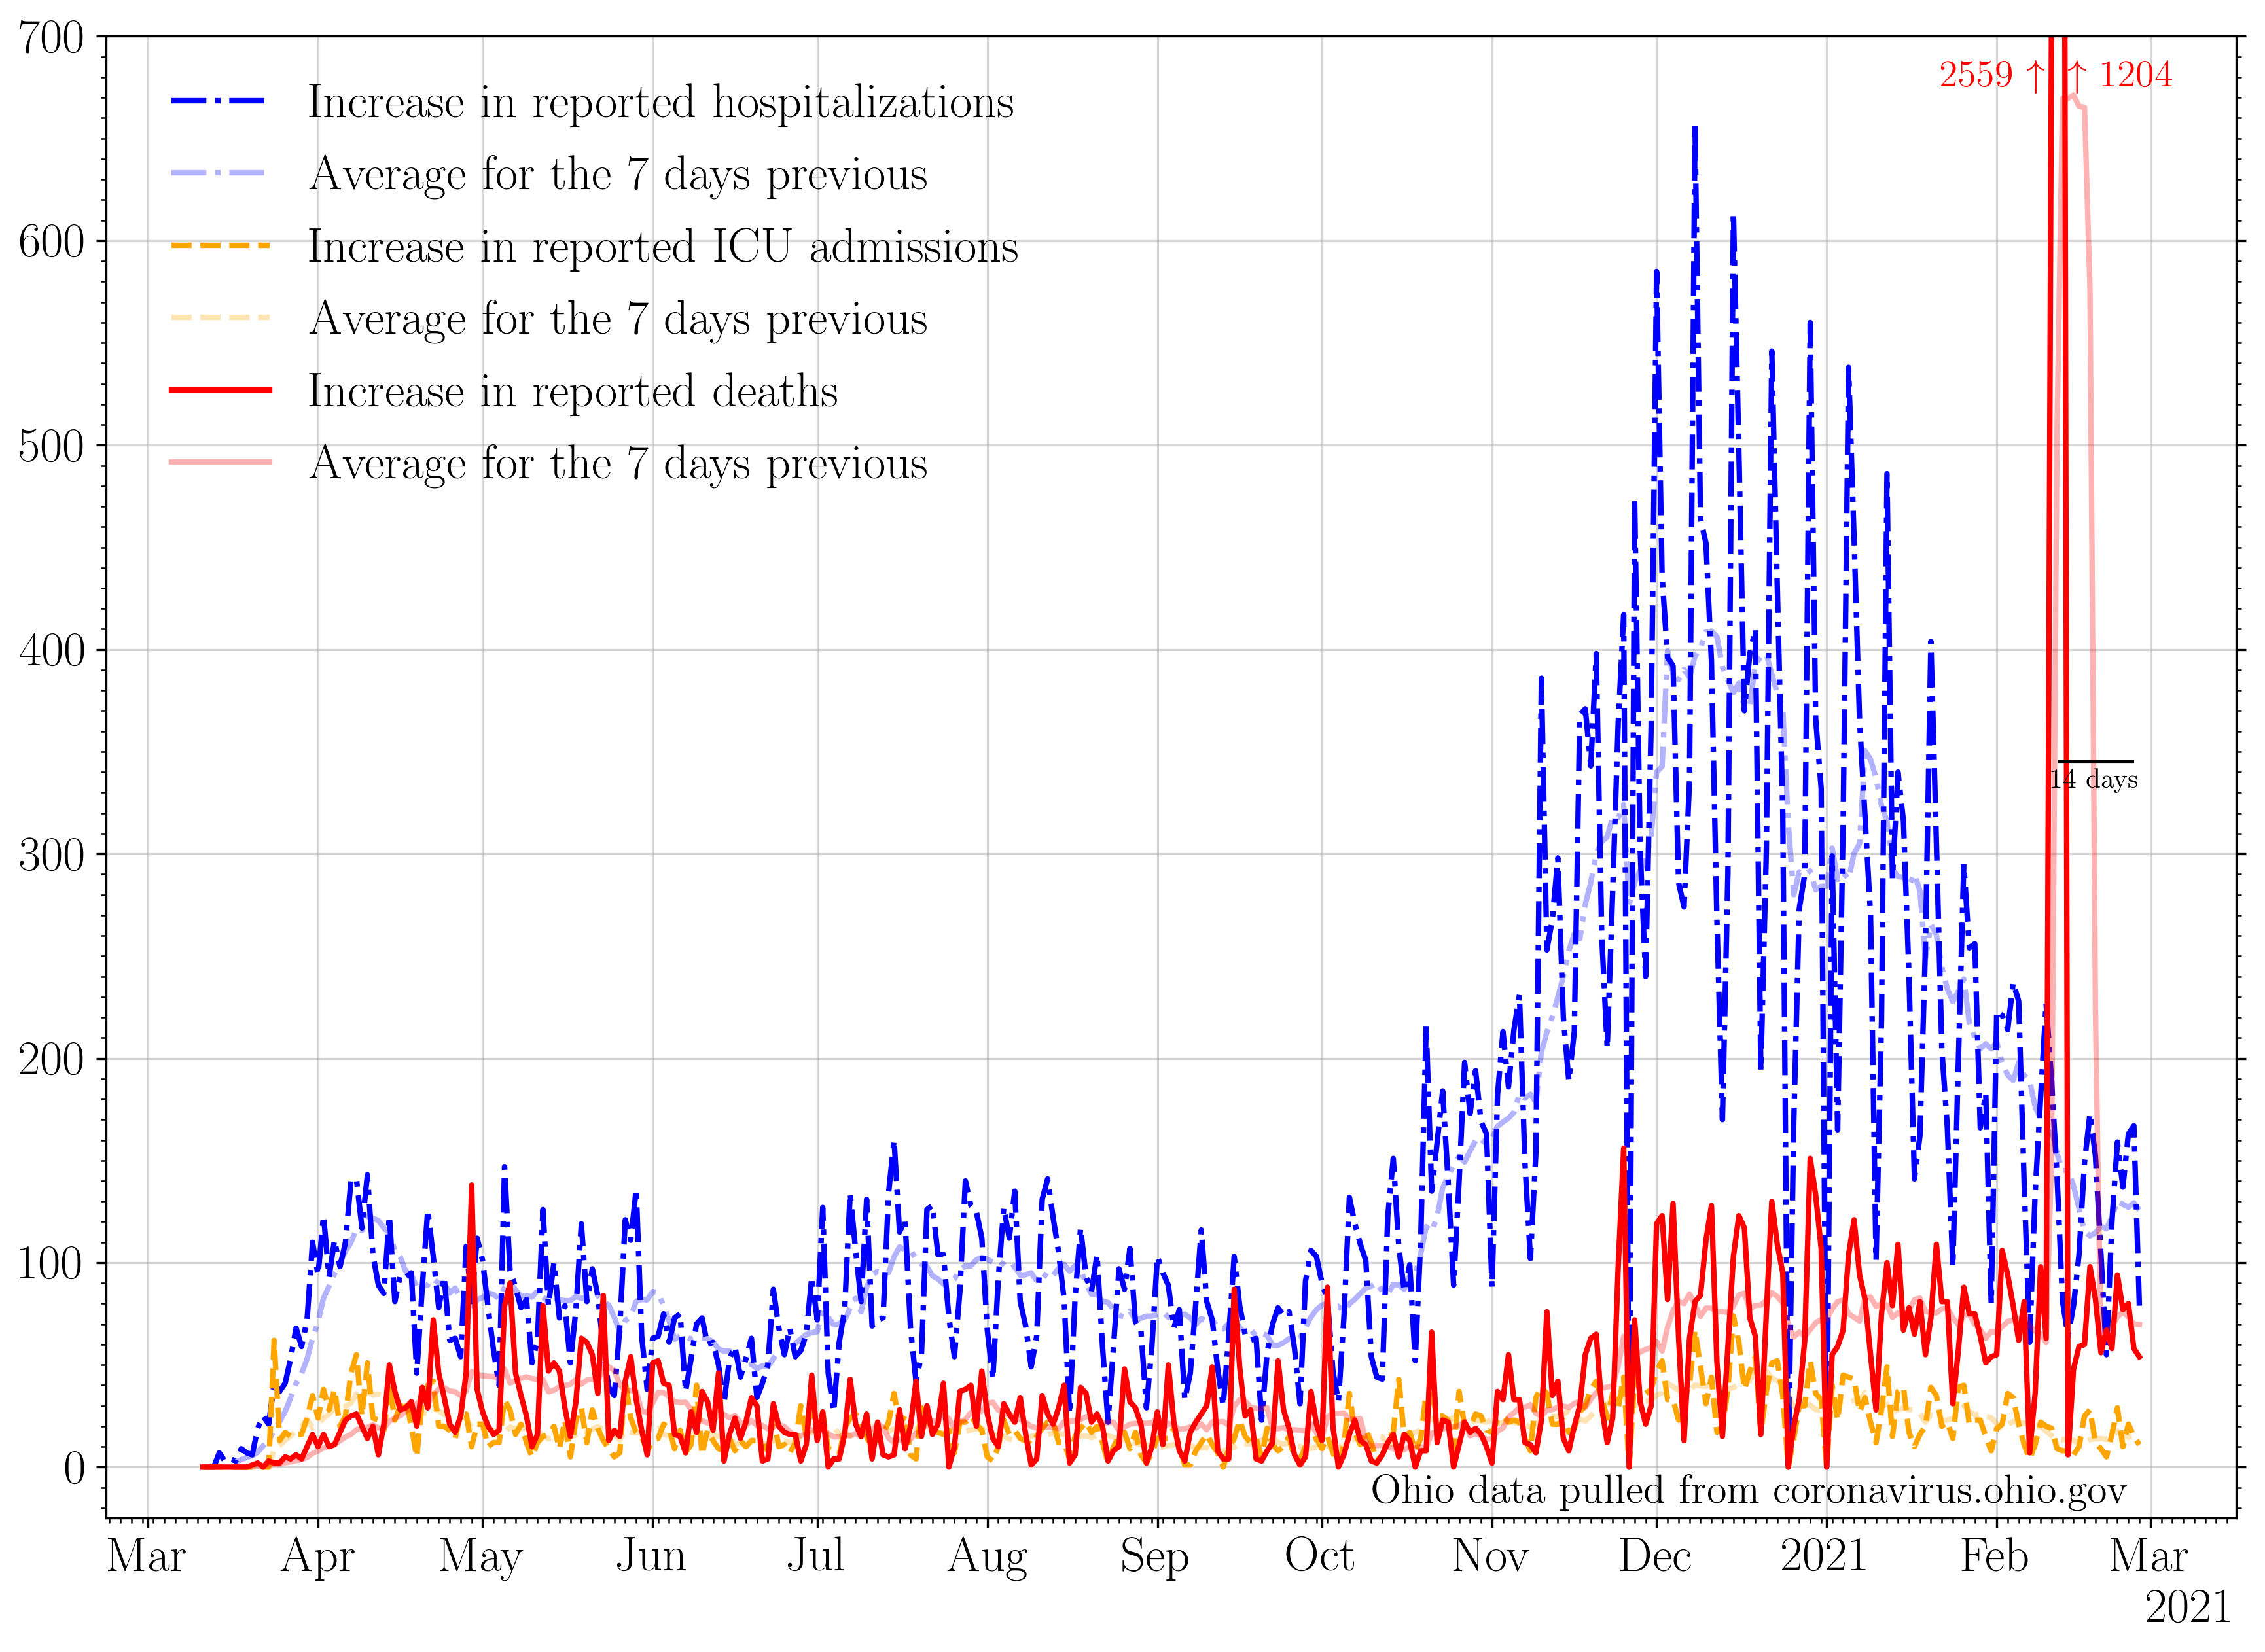 700
600
500
400
300
200
100
0
Increase in reported hospitalizations
Average for the 7 days previous
Increase in reported ICU admissions
Average for the 7 days previous
Increase in reported deaths
Average for the 7 days previous
2559 ↑ ↑ 1204
14 days
Ohio data pulled from coronavirus.ohio.gov
Mar Apr May Jun Jul Aug Sep Oct Nov Dec 2021 Feb Mar
2021